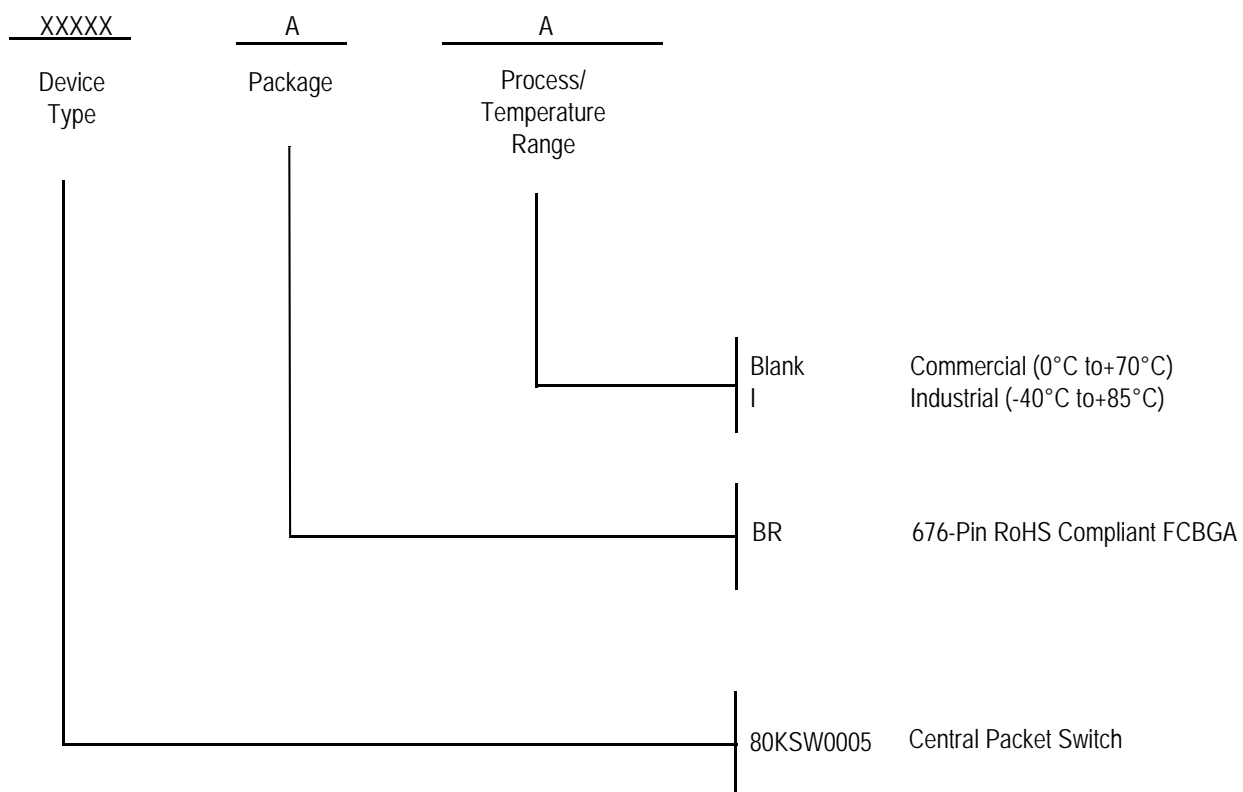 XXXXX A A
Device
Type
Package
Process/
Temperature
Range
Blank Commercial (0°C to+70°C)
I Industrial (-40°C to+85°C)
BR 676-Pin RoHS Compliant FCBGA
80KSW0005 Central Packet Switch